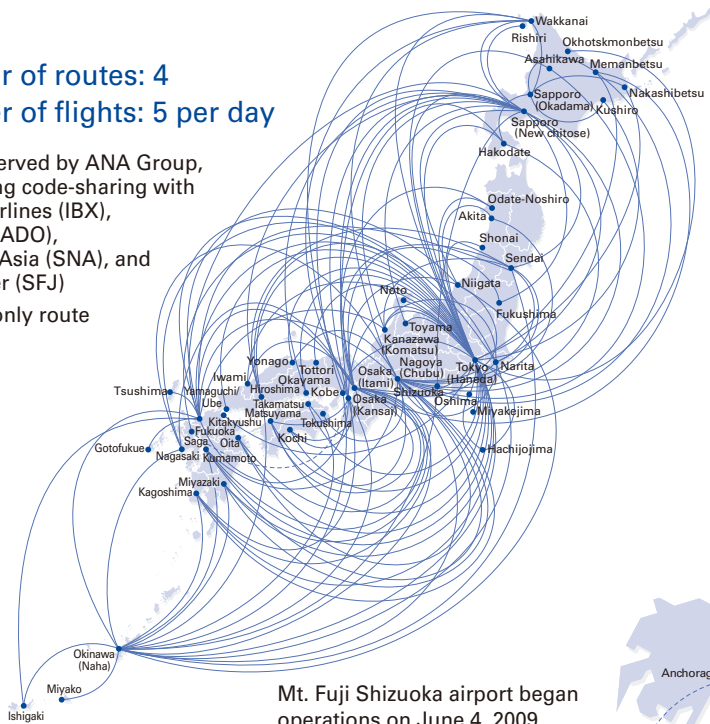 r of routes: 4
er of flights: 5 per day
erved by ANA Group,
ng code-sharing with
rlines (IBX),
ADO),
Asia (SNA), and
er (SFJ)
only route
Wakkanai
Rishiri
Okhotskmonbetsu
Asahikawa
Memanbetsu
Nakashibetsu
Sapporo
(Okadama)
Kushiro
Sapporo
(New chitose)
Hakodate
Odate-Noshiro
Akita
Shonai
Sendai
Niigata
Noto
Fukushima
Toyama
Kanazawa
(Komatsu)
Nagoya
(Chubu)
Tokyo
(Haneda)
Narita
Yonago
Tottori
Osaka
(Itami)
Iwami
Okayama
Hiroshima
Kobe
Shizuoka
Oshima
Tsushima
Yamaguchi/
Ube
Takamatsu
Osaka
(Kansai)
Miyakejima
Matsuyama
Kitakyushu
Tokushima
Fukuoka
Kochi
Saga
Oita
Gotofukue
Nagasaki
Kumamoto
Hachijojima
Miyazaki
Kagoshima
Okinawa
(Naha)
Miyako
Ishigaki
Anchorag
Mt. Fuji Shizuoka airport began
operations on June 4, 2009